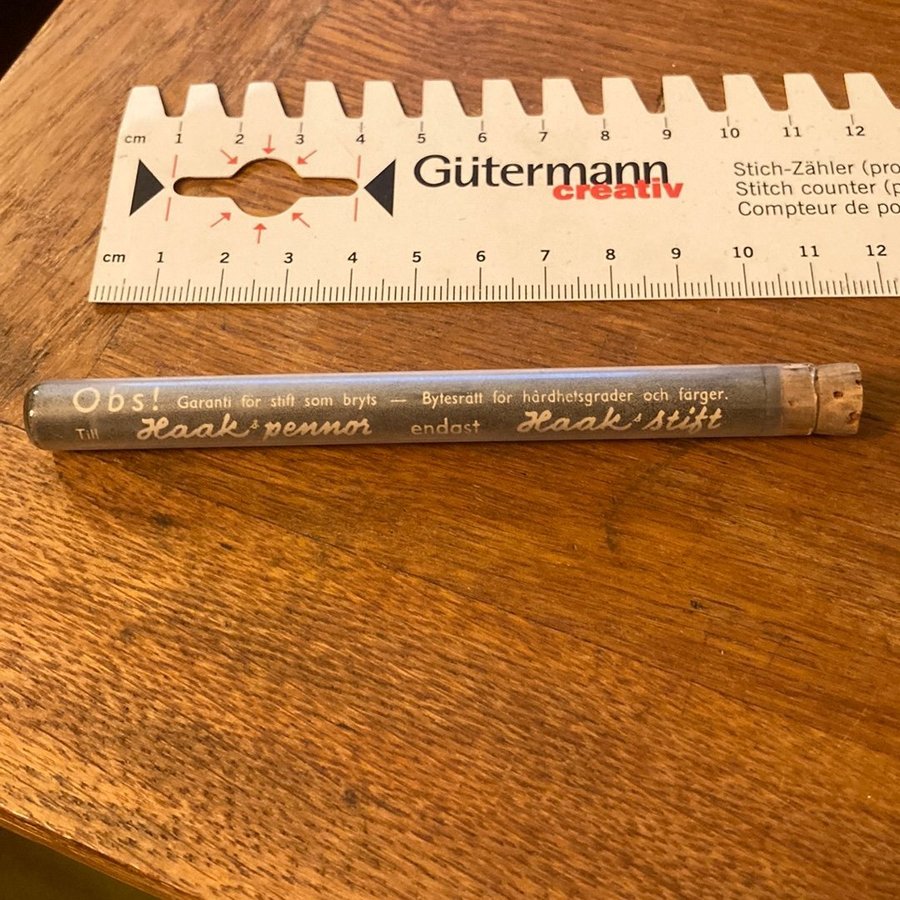 cm 1 2 3 4 5 6 7 8 9 10 11 12
Gütermann
creativ
Stich-Zähler (pro
Stitch counter (p
Compteur de po
cm 1 2 3 4 5 6 7 8 9 10 11 12
Obs! Garanti för stift som bryts — Bytesrätt för hårdhetsgrader och färger.
Till Haaks pennor endast Haaks stift